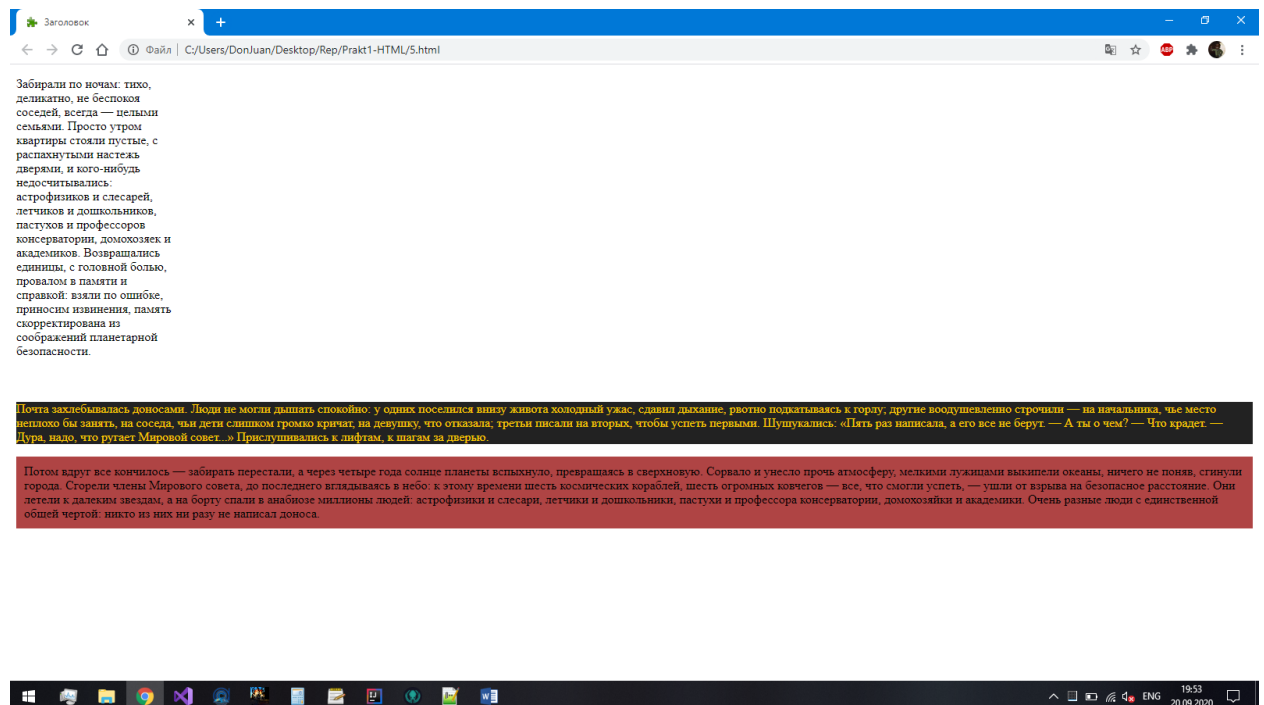 Заголовок
Файл C:/Users/DonJuan/Desktop/Rep/Prakt1-HTML/5.html
ABP
Забирали по ночам: тихо,
деликатно, не беспокоя
соседей, всегда — целыми
семьями. Просто утром
квартиры стояли пустые, с
распахнутыми настежь
дверями, и кого-нибудь
недосчитывались:
астрофизиков и слесарей,
летчиков и дошкольников,
пастухов и профессоров
консерватории, домохозяек и
академиков. Возвращались
единицы, с головной болью,
провалом в памяти и
справкой: взяли по ошибке,
приносим извинения, память
скорректирована из
соображений планетарной
безопасности.
Почта захлебывалась доносами. Люди не могли дышать спокойно: у одних поселился внизу живота холодный ужас, сдавил дыхание, рвотно подкатываясь к горлу; другие воодушевленно строчили — на начальника, чье место
неплохо бы занять, на соседа, чьи дети слишком громко кричат, на девушку, что отказала; третьи писали на вторых, чтобы успеть первыми. Шушукались: «Пять раз написала, а его все не берут. — А ты о чем? — Что крадет. —
Дура, надо, что ругает Мировой совет...» Прислушивались к лифтам, к шагам за дверью.
Потом вдруг все кончилось — забирать перестали, а через четыре года солнце планеты вспыхнуло, превращаясь в сверхновую. Сорвало и унесло прочь атмосферу, мелкими лужицами выкипели океаны, ничего не поняв, сгинули
города. Сгорели члены Мирового совета, до последнего вглядываясь в небо: к этому времени шесть космических кораблей, шесть огромных ковчегов — все, что смогли успеть, — ушли от взрыва на безопасное расстояние. Они
летели к далеким звездам, а на борту спали в анабиозе миллионы людей: астрофизики и слесари, летчики и дошкольники, пастухи и профессора консерватории, домохозяйки и академики. Очень разные люди с единственной
общей чертой: никто из них ни разу не написал доноса.
ENG
19:53
20.09.2020